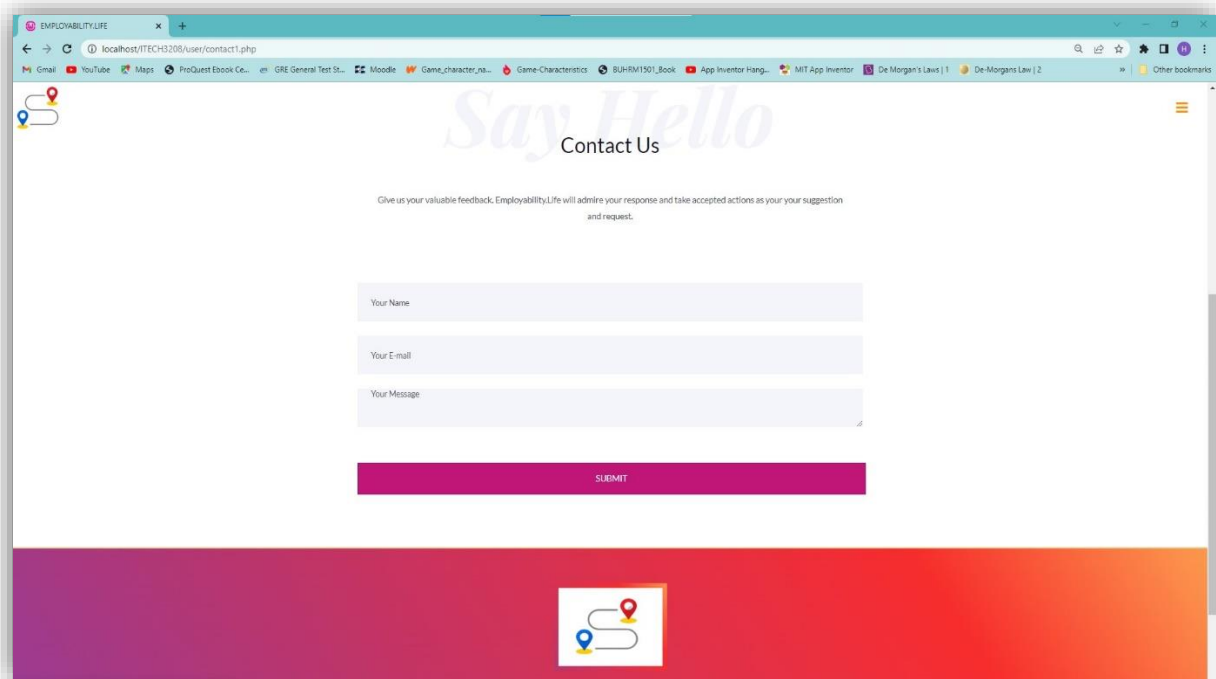 EMPLOYABILITY.LIFE
localhost/ITECH3208/user/contact1.php
H
Gmail YouTube Maps ProQuest Ebook Ce... GRE General Test St... Moodle Game_character_na... Game-Characteristics BUHRM1501_Book App Inventor Hang... MIT App Inventor De Morgan's Laws | 1 De-Morgans Law | 2 » Other bookmarks
Say Hello
Contact Us
Give us your valuable feedback. Employability.Life will admire your response and take accepted actions as your your suggestion
and request.
Your Name
Your E-mail
Your Message
SUBMIT